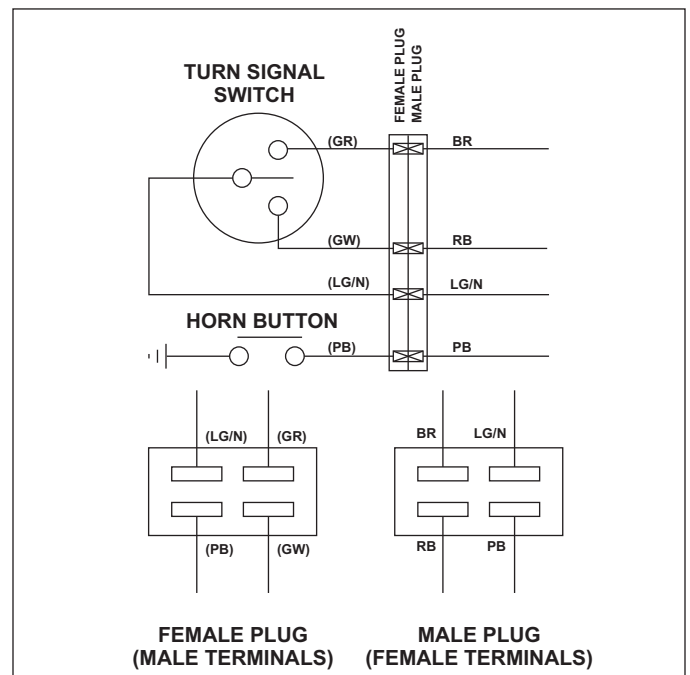 FEMALE PLUG
MALE PLUG
TURN SIGNAL
SWITCH
(GR)
BR
(GW)
RB
(LG/N)
LG/N
HORN BUTTON
(PB)
PB
(LG/N)
(GR)
BR
LG/N
(PB)
(GW)
RB
PB
FEMALE PLUG
(MALE TERMINALS)
MALE PLUG
(FEMALE TERMINALS)